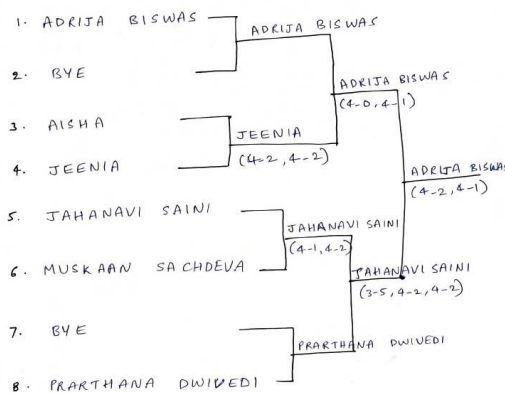 1. ADRIJA BISWAS
ADRIJA BISWAS
2. BYE
ADRIJA BISWAS
(4-0, 4-1)
3. AISHA
JEENIA
(4-2, 4-2)
4. JEENIA
ADRIJA BISWAS
(4-2, 4-1)
5. JAHANAVI SAINI
JAHANAVI SAINI
(4-1, 4-2)
6. MUSKAAN SACHDEVA
JAHANAVI SAINI
(3-5, 4-2, 4-2)
7. BYE
PRARTHANA DWIVEDI
8. PRARTHANA DWIVEDI